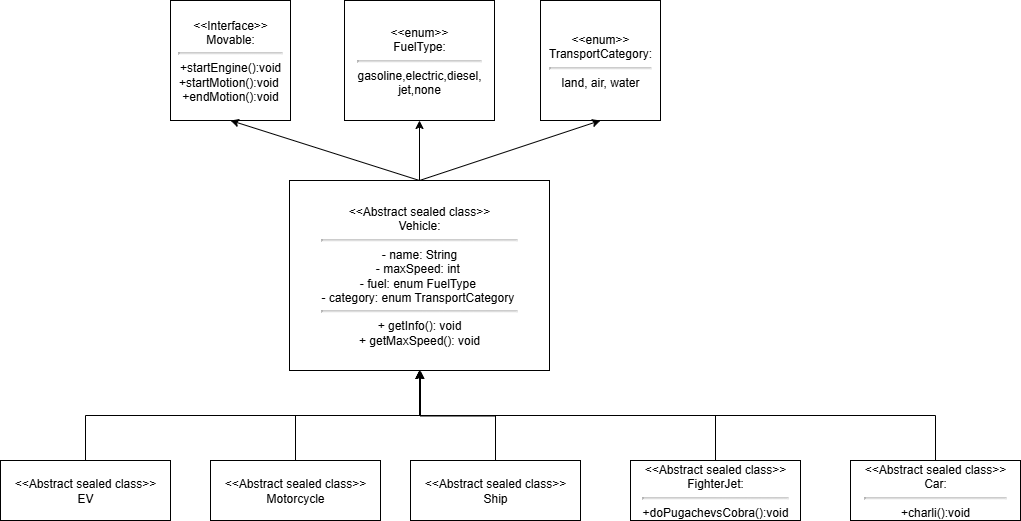 <<Interface>>
Movable:
+startEngine():void
+startMotion():void
+endMotion():void
<<enum>>
FuelType:
gasoline,electric,diesel,
jet,none
<<enum>>
TransportCategory:
land, air, water
<<Abstract sealed class>>
Vehicle:
- name: String
- maxSpeed: int
- fuel: enum FuelType
- category: enum TransportCategory
+ getInfo(): void
+ getMaxSpeed(): void
<<Abstract sealed class>>
EV
<<Abstract sealed class>>
Motorcycle
<<Abstract sealed class>>
Ship
<<Abstract sealed class>>
FighterJet:
+doPugachevsCobra():void
<<Abstract sealed class>>
Car:
+charli():void